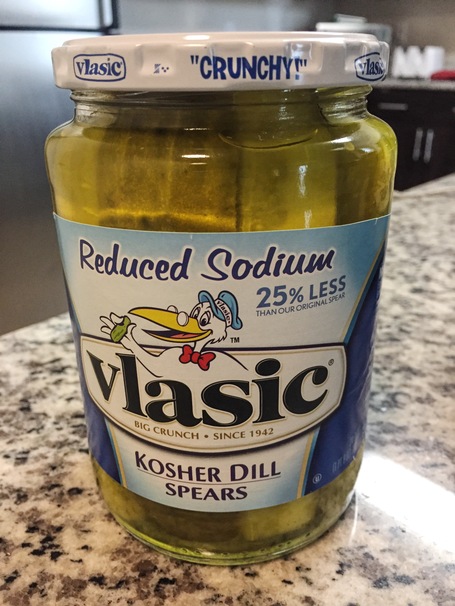 vlasic "CRUNCHY!" vlasic
Reduced Sodium
25% LESS
THAN OUR ORIGINAL SPEAR
vlasic
TM
®
BIG CRUNCH • SINCE 1942
KOSHER DILL
SPEARS